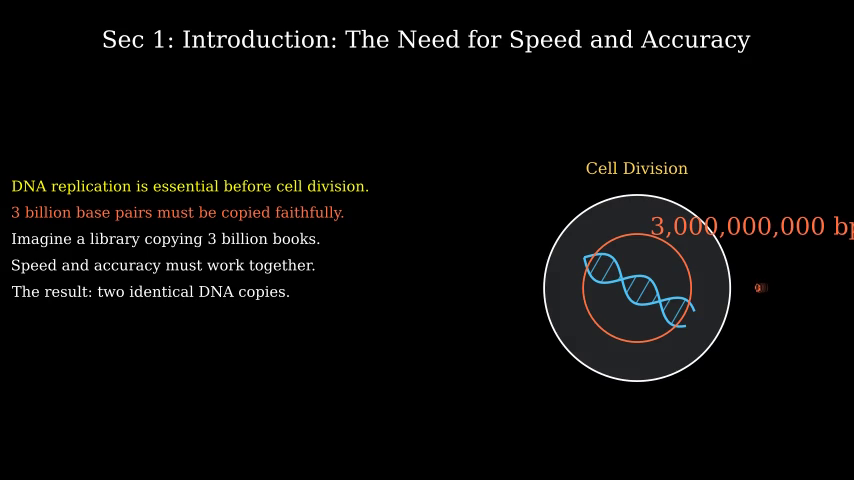 Sec 1: Introduction: The Need for Speed and Accuracy
DNA replication is essential before cell division.
3 billion base pairs must be copied faithfully.
Imagine a library copying 3 billion books.
Speed and accuracy must work together.
The result: two identical DNA copies.
Cell Division
3,000,000,000 bp